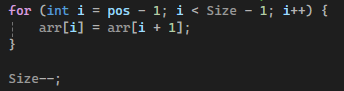 for (int i = pos - 1; i < Size - 1; i++) {
    arr[i] = arr[i + 1];
}
Size--;